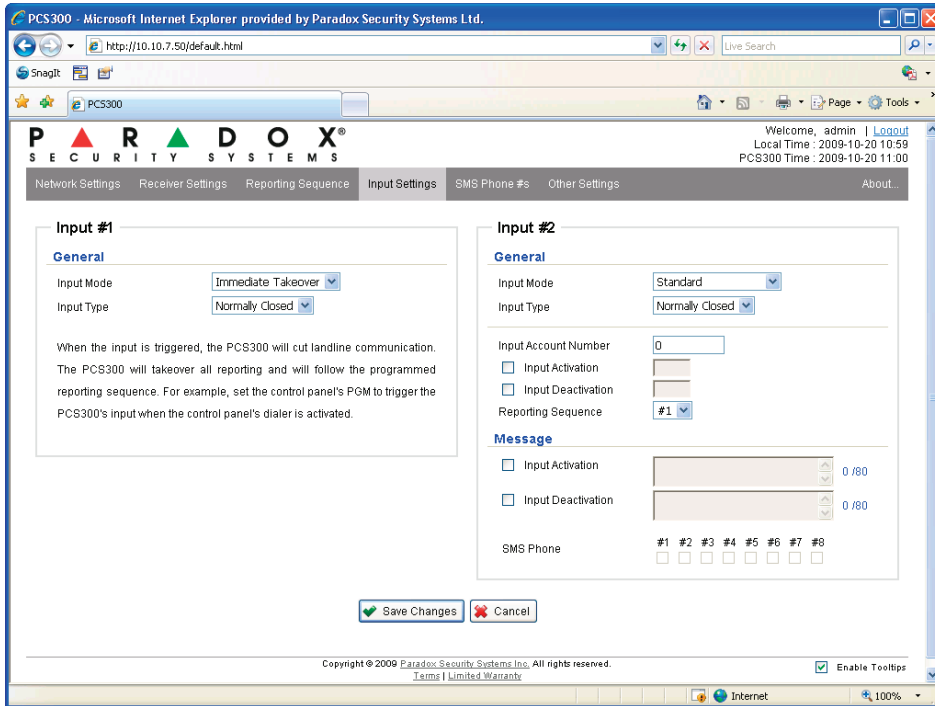 PCS300 - Microsoft Internet Explorer provided by Paradox Security Systems Ltd.
http://10.10.7.50/default.html
Live Search
SnagIt
PCS300
Page
Tools
PARADOX®
SECURITY SYSTEMS
Welcome, admin | Logout
Local Time : 2009-10-20 10:59
PCS300 Time : 2009-10-20 11:00
Network Settings Receiver Settings Reporting Sequence Input Settings SMS Phone #s Other Settings About...
Input #1
General
Input Mode Immediate Takeover
Input Type Normally Closed
When the input is triggered, the PCS300 will cut landline communication.
The PCS300 will takeover all reporting and will follow the programmed
reporting sequence. For example, set the control panel's PGM to trigger the
PCS300's input when the control panel's dialer is activated.
Input #2
General
Input Mode Standard
Input Type Normally Closed
Input Account Number 0
Input Activation
Input Deactivation
Reporting Sequence #1
Message
Input Activation 0 /80
Input Deactivation 0 /80
#1 #2 #3 #4 #5 #6 #7 #8
SMS Phone
Save Changes Cancel
Copyright © 2009 Paradox Security Systems Inc. All rights reserved.
Terms | Limited Warranty
Enable Tooltips
Internet 100%